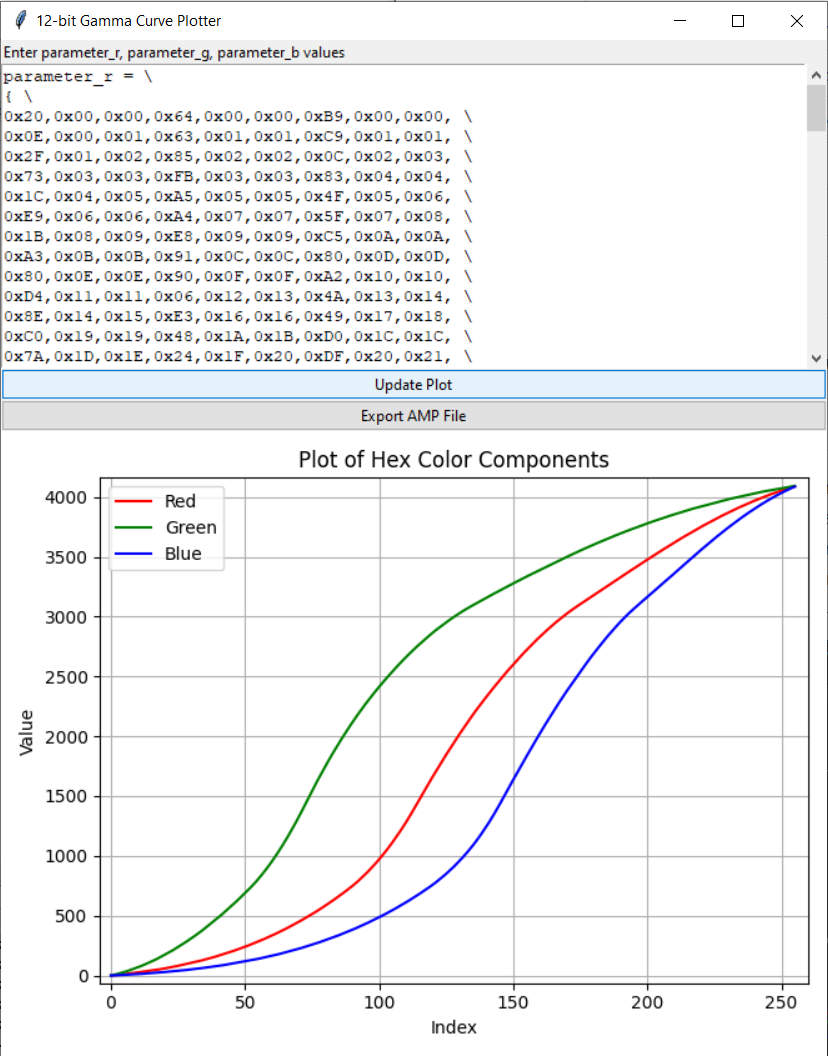 12-bit Gamma Curve Plotter
Enter parameter_r, parameter_g, parameter_b values
parameter_r = \
{ \
0x20,0x00,0x00,0x64,0x00,0x00,0xB9,0x00,0x00, \
0x0E,0x00,0x01,0x63,0x01,0x01,0xC9,0x01,0x01, \
0x2F,0x01,0x02,0x85,0x02,0x02,0x0C,0x02,0x03, \
0x73,0x03,0x03,0xFB,0x03,0x03,0x83,0x04,0x04, \
0x1C,0x04,0x05,0xA5,0x05,0x05,0x4F,0x05,0x06, \
0xE9,0x06,0x06,0xA4,0x07,0x07,0x5F,0x07,0x08, \
0x1B,0x08,0x09,0xE8,0x09,0x09,0xC5,0x0A,0x0A, \
0xA3,0x0B,0x0B,0x91,0x0C,0x0C,0x80,0x0D,0x0D, \
0x80,0x0E,0x0E,0x90,0x0F,0x0F,0xA2,0x10,0x10, \
0xD4,0x11,0x11,0x06,0x12,0x13,0x4A,0x13,0x14, \
0x8E,0x14,0x15,0xE3,0x16,0x16,0x49,0x17,0x18, \
0xC0,0x19,0x19,0x48,0x1A,0x1B,0xD0,0x1C,0x1C, \
0x7A,0x1D,0x1E,0x24,0x1F,0x20,0xDF,0x20,0x21, \
Update Plot
Export AMP File
Plot of Hex Color Components
Red
Green
Blue
4000
3500
3000
2500
2000
1500
1000
500
0
Value
0 50 100 150 200 250
Index